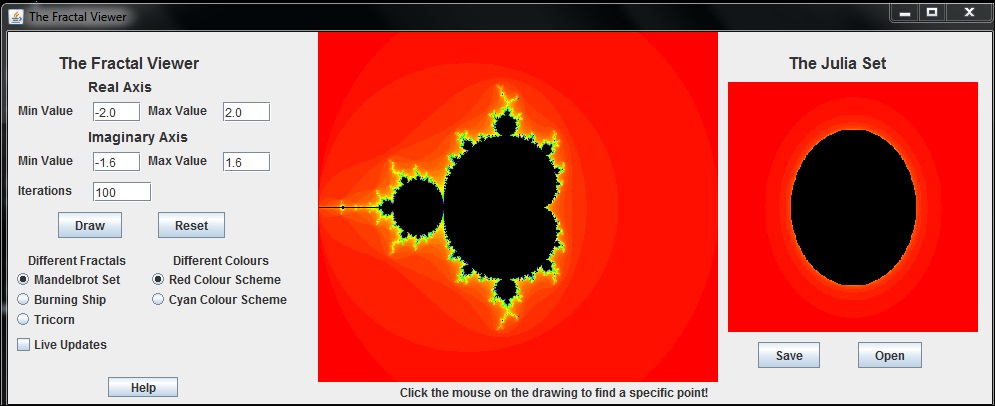 The Fractal Viewer
The Fractal Viewer
Real Axis
Min Value -2.0 Max Value 2.0
Imaginary Axis
Min Value -1.6 Max Value 1.6
Iterations 100
Draw Reset
Different Fractals Different Colours
Mandelbrot Set Red Colour Scheme
Burning Ship Cyan Colour Scheme
Tricorn
Live Updates
Help
Click the mouse on the drawing to find a specific point!
The Julia Set
Save Open